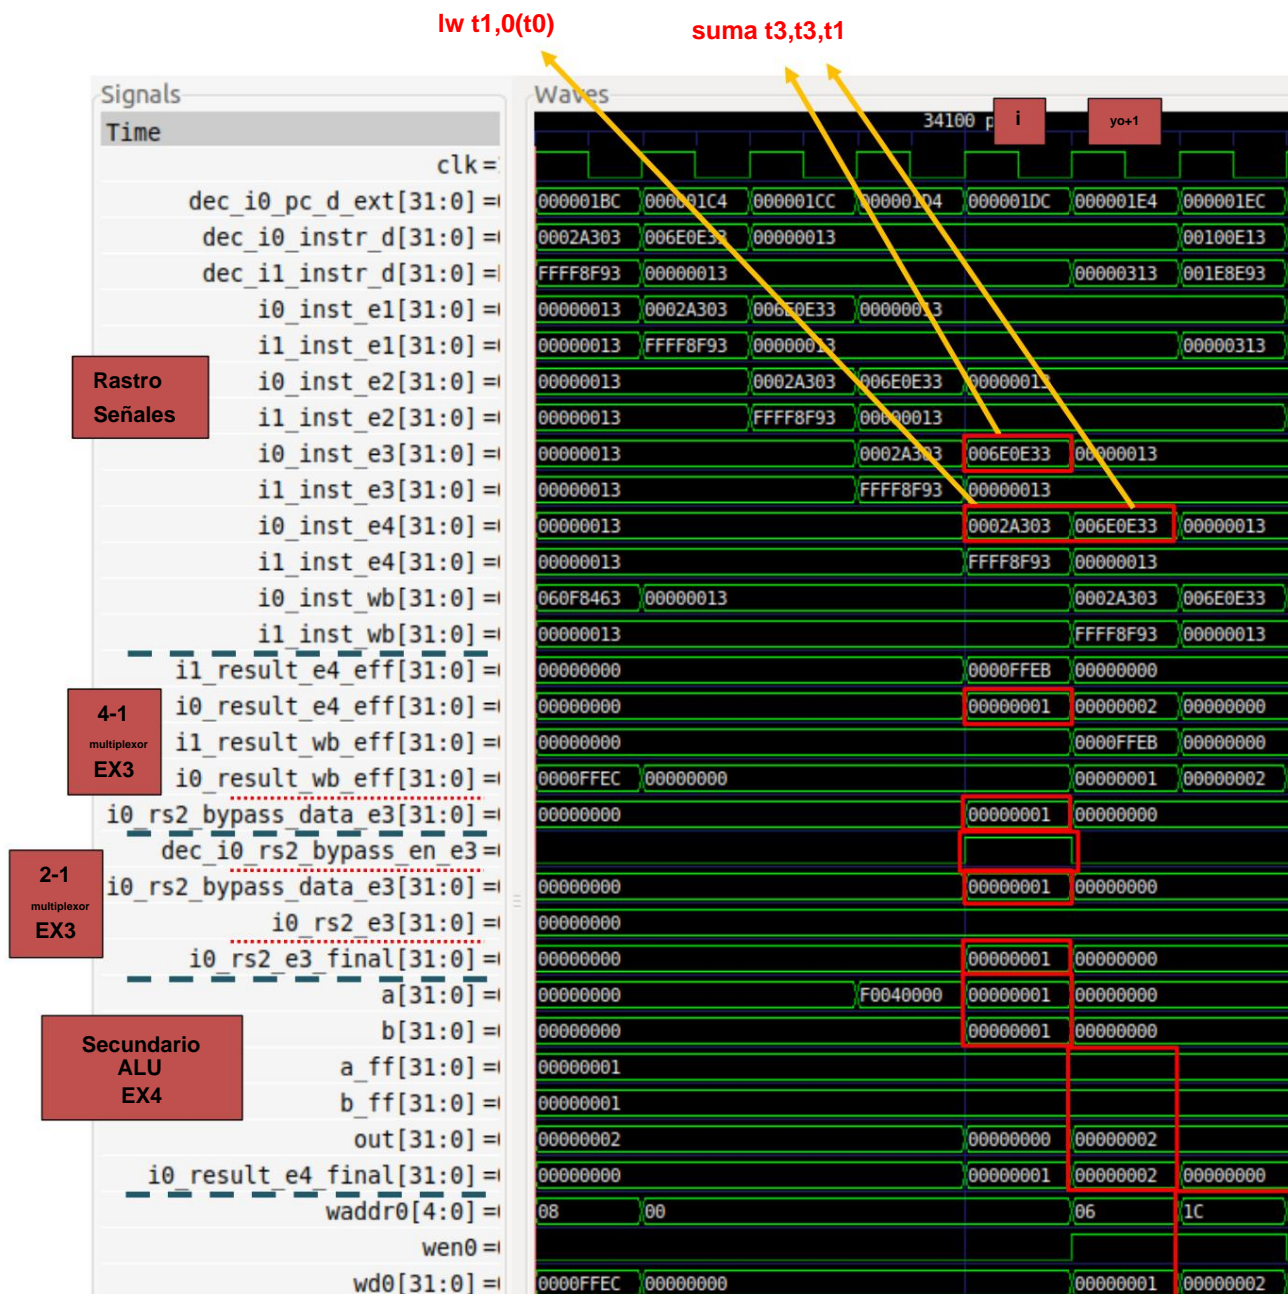 lw t1,0(t0)
suma t3,t3,t1
Signals
Waves
Time
34100 p
i
yo+1
clk =
dec_i0_pc_d_ext[31:0] = 000001BC 000001C4 000001CC 000001D4 000001DC 000001E4 000001EC
dec_i0_instr_d[31:0] = 0002A303 006E0E33 00000013 00100E13
dec_i1_instr_d[31:0] = FFFF8F93 00000013 00000313 001E8E93
i0_inst_e1[31:0] = 00000013 0002A303 006E0E33 00000013
i1_inst_e1[31:0] = 00000013 FFFF8F93 00000013 00000313
Rastro
Señales
i0_inst_e2[31:0] = 00000013 0002A303 006E0E33 00000013
i1_inst_e2[31:0] = 00000013 FFFF8F93 00000013
i0_inst_e3[31:0] = 00000013 0002A303 006E0E33 00000013
i1_inst_e3[31:0] = 00000013 FFFF8F93 00000013
i0_inst_e4[31:0] = 00000013 0002A303 006E0E33 00000013
i1_inst_e4[31:0] = 00000013 FFFF8F93 00000013
i0_inst_wb[31:0] = 060F8463 00000013 0002A303 006E0E33
i1_inst_wb[31:0] = 00000013 FFFF8F93 00000013
i1_result_e4_eff[31:0] = 00000000 0000FFEB 00000000
4-1
multiplexor
EX3
i0_result_e4_eff[31:0] = 00000000 00000001 00000002 00000000
i1_result_wb_eff[31:0] = 00000000 0000FFEB 00000000
i0_result_wb_eff[31:0] = 0000FFEC 00000000 00000001 00000002
i0_rs2_bypass_data_e3[31:0] = 00000000 00000001 00000000
dec_i0_rs2_bypass_en_e3 =
2-1
multiplexor
EX3
i0_rs2_bypass_data_e3[31:0] = 00000000 00000001 00000000
i0_rs2_e3[31:0] = 00000000
i0_rs2_e3_final[31:0] = 00000000 00000001 00000000
a[31:0] = 00000000 F0040000 00000001 00000000
b[31:0] = 00000000 00000001 00000000
Secundario
ALU
EX4
a_ff[31:0] = 00000001
b_ff[31:0] = 00000001
out[31:0] = 00000002 00000000 00000002
i0_result_e4_final[31:0] = 00000000 00000001 00000002 00000000
waddr0[4:0] = 08 00 06 1C
wen0 =
wd0[31:0] = 0000FFEC 00000000 00000001 00000002